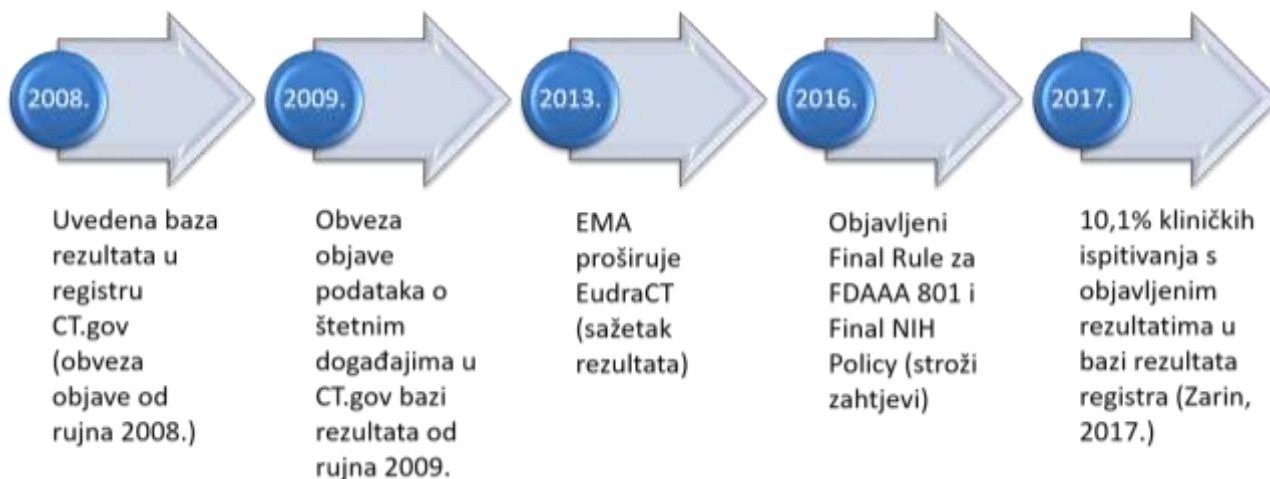 2008.
Uvedena baza
rezultata u
registru
CT.gov
(obveza
objave od
rujna 2008.)
2009.
Obveza
objave
podataka o
štetnim
događajima u
CT.gov bazi
rezultata od
rujna 2009.
2013.
EMA
proširuje
EudraCT
(sažetak
rezultata)
2016.
Objavljeni
Final Rule za
FDAAA 801 i
Final NIH
Policy (stroži
zahtjevi)
2017.
10,1% kliničkih
ispitivanja s
objavljenim
rezultatima u
bazi rezultata
registra (Zarin,
2017.)